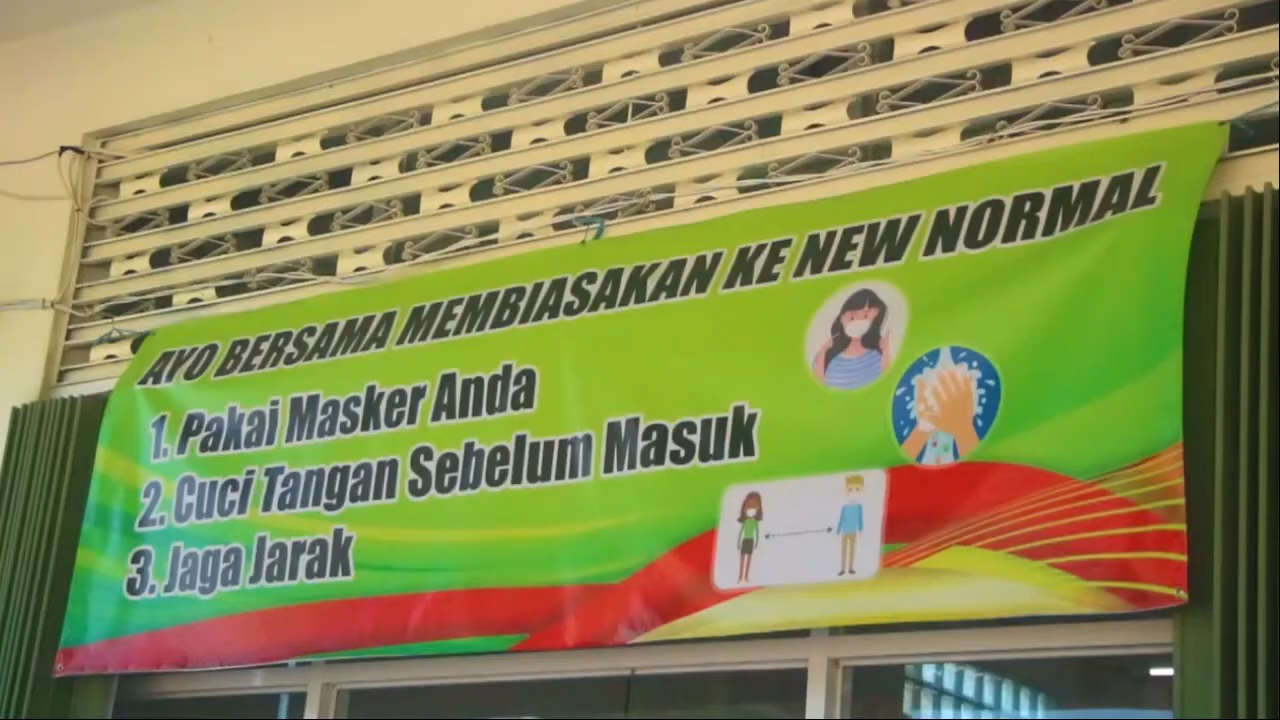 AYO BERSAMA MEMBIASAKAN KE NEW NORMAL
1. Pakai Masker Anda
2. Cuci Tangan Sebelum Masuk
3. Jaga Jarak